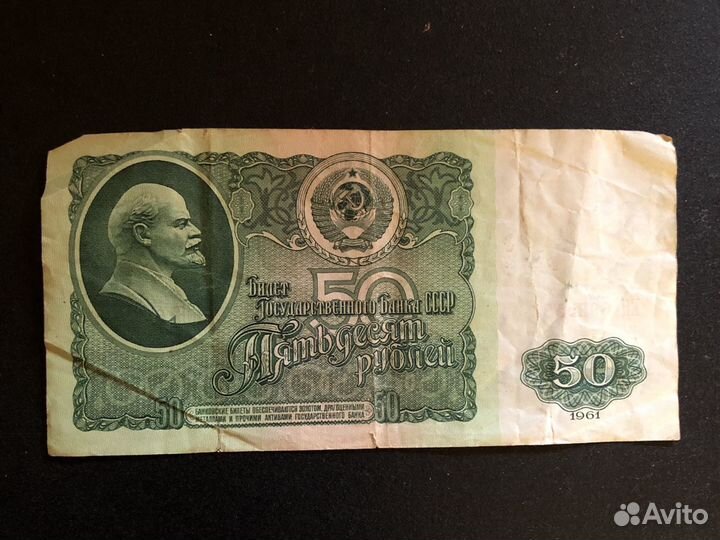 50
Билет
Государственного Банка СССР
Пятьдесят
рублей
50
БАНКОВСКИЕ БИЛЕТЫ ОБЕСПЕЧИВАЮТСЯ ЗОЛОТОМ, ДРАГОЦЕННЫМИ
МЕТАЛЛАМИ И ПРОЧИМИ АКТИВАМИ ГОСУДАРСТВЕННОГО БАНКА
50
50
1961
Avito